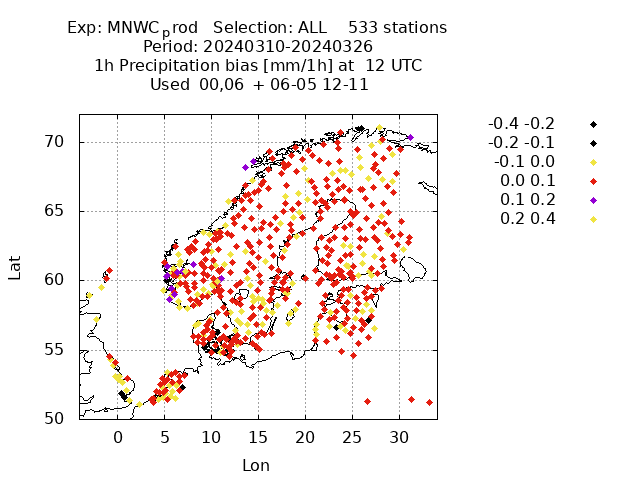 Exp: MNWCprod   Selection: ALL    533 stations
Period: 20240310-20240326
1h Precipitation bias [mm/1h] at  12 UTC
Used  00,06  + 06-05 12-11
-0.4 -0.2
-0.2 -0.1
-0.1 0.0
0.0 0.1
0.1 0.2
0.2 0.4
70
65
60
55
50
Lat
0 5 10 15 20 25 30
Lon